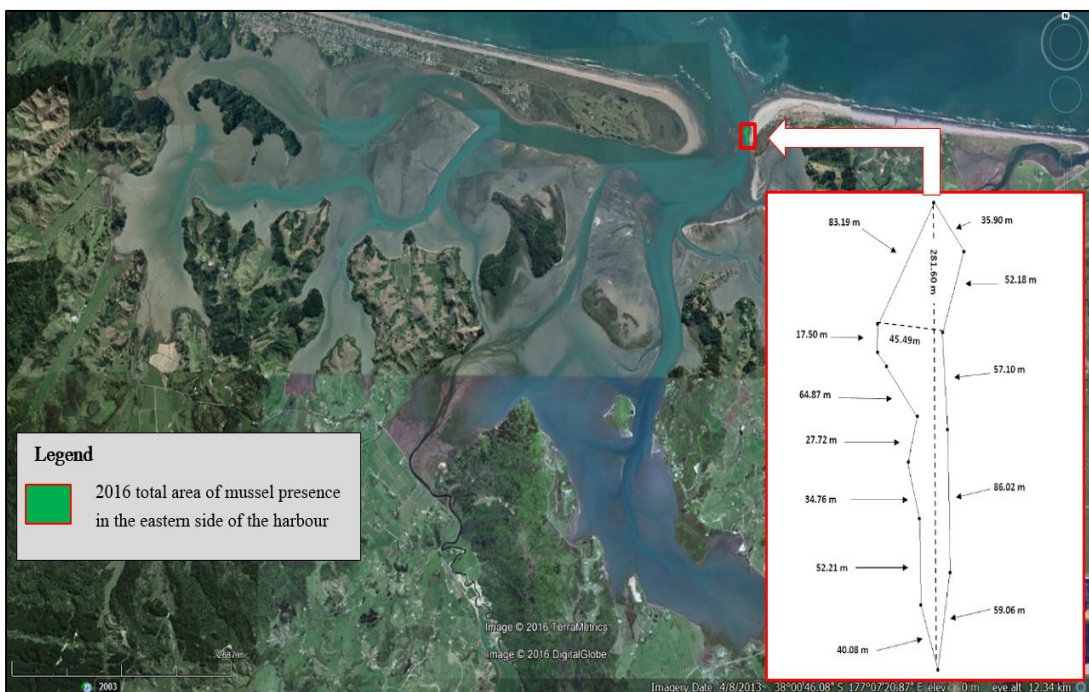 N
83.19 m
35.90 m
281.60 m
52.18 m
17.50 m
45.49m
57.10 m
64.87 m
27.72 m
86.02 m
34.76 m
52.21 m
59.06 m
40.08 m
Legend
2016 total area of mussel presence
in the eastern side of the harbour
Image © 2016 TerraMetrics
Image © 2016 DigitalGlobe
2003
Imagery Date: 4/8/2013 38°00'46.08" S 177°07'20.87" E elev 0 m eye alt 12.34 km